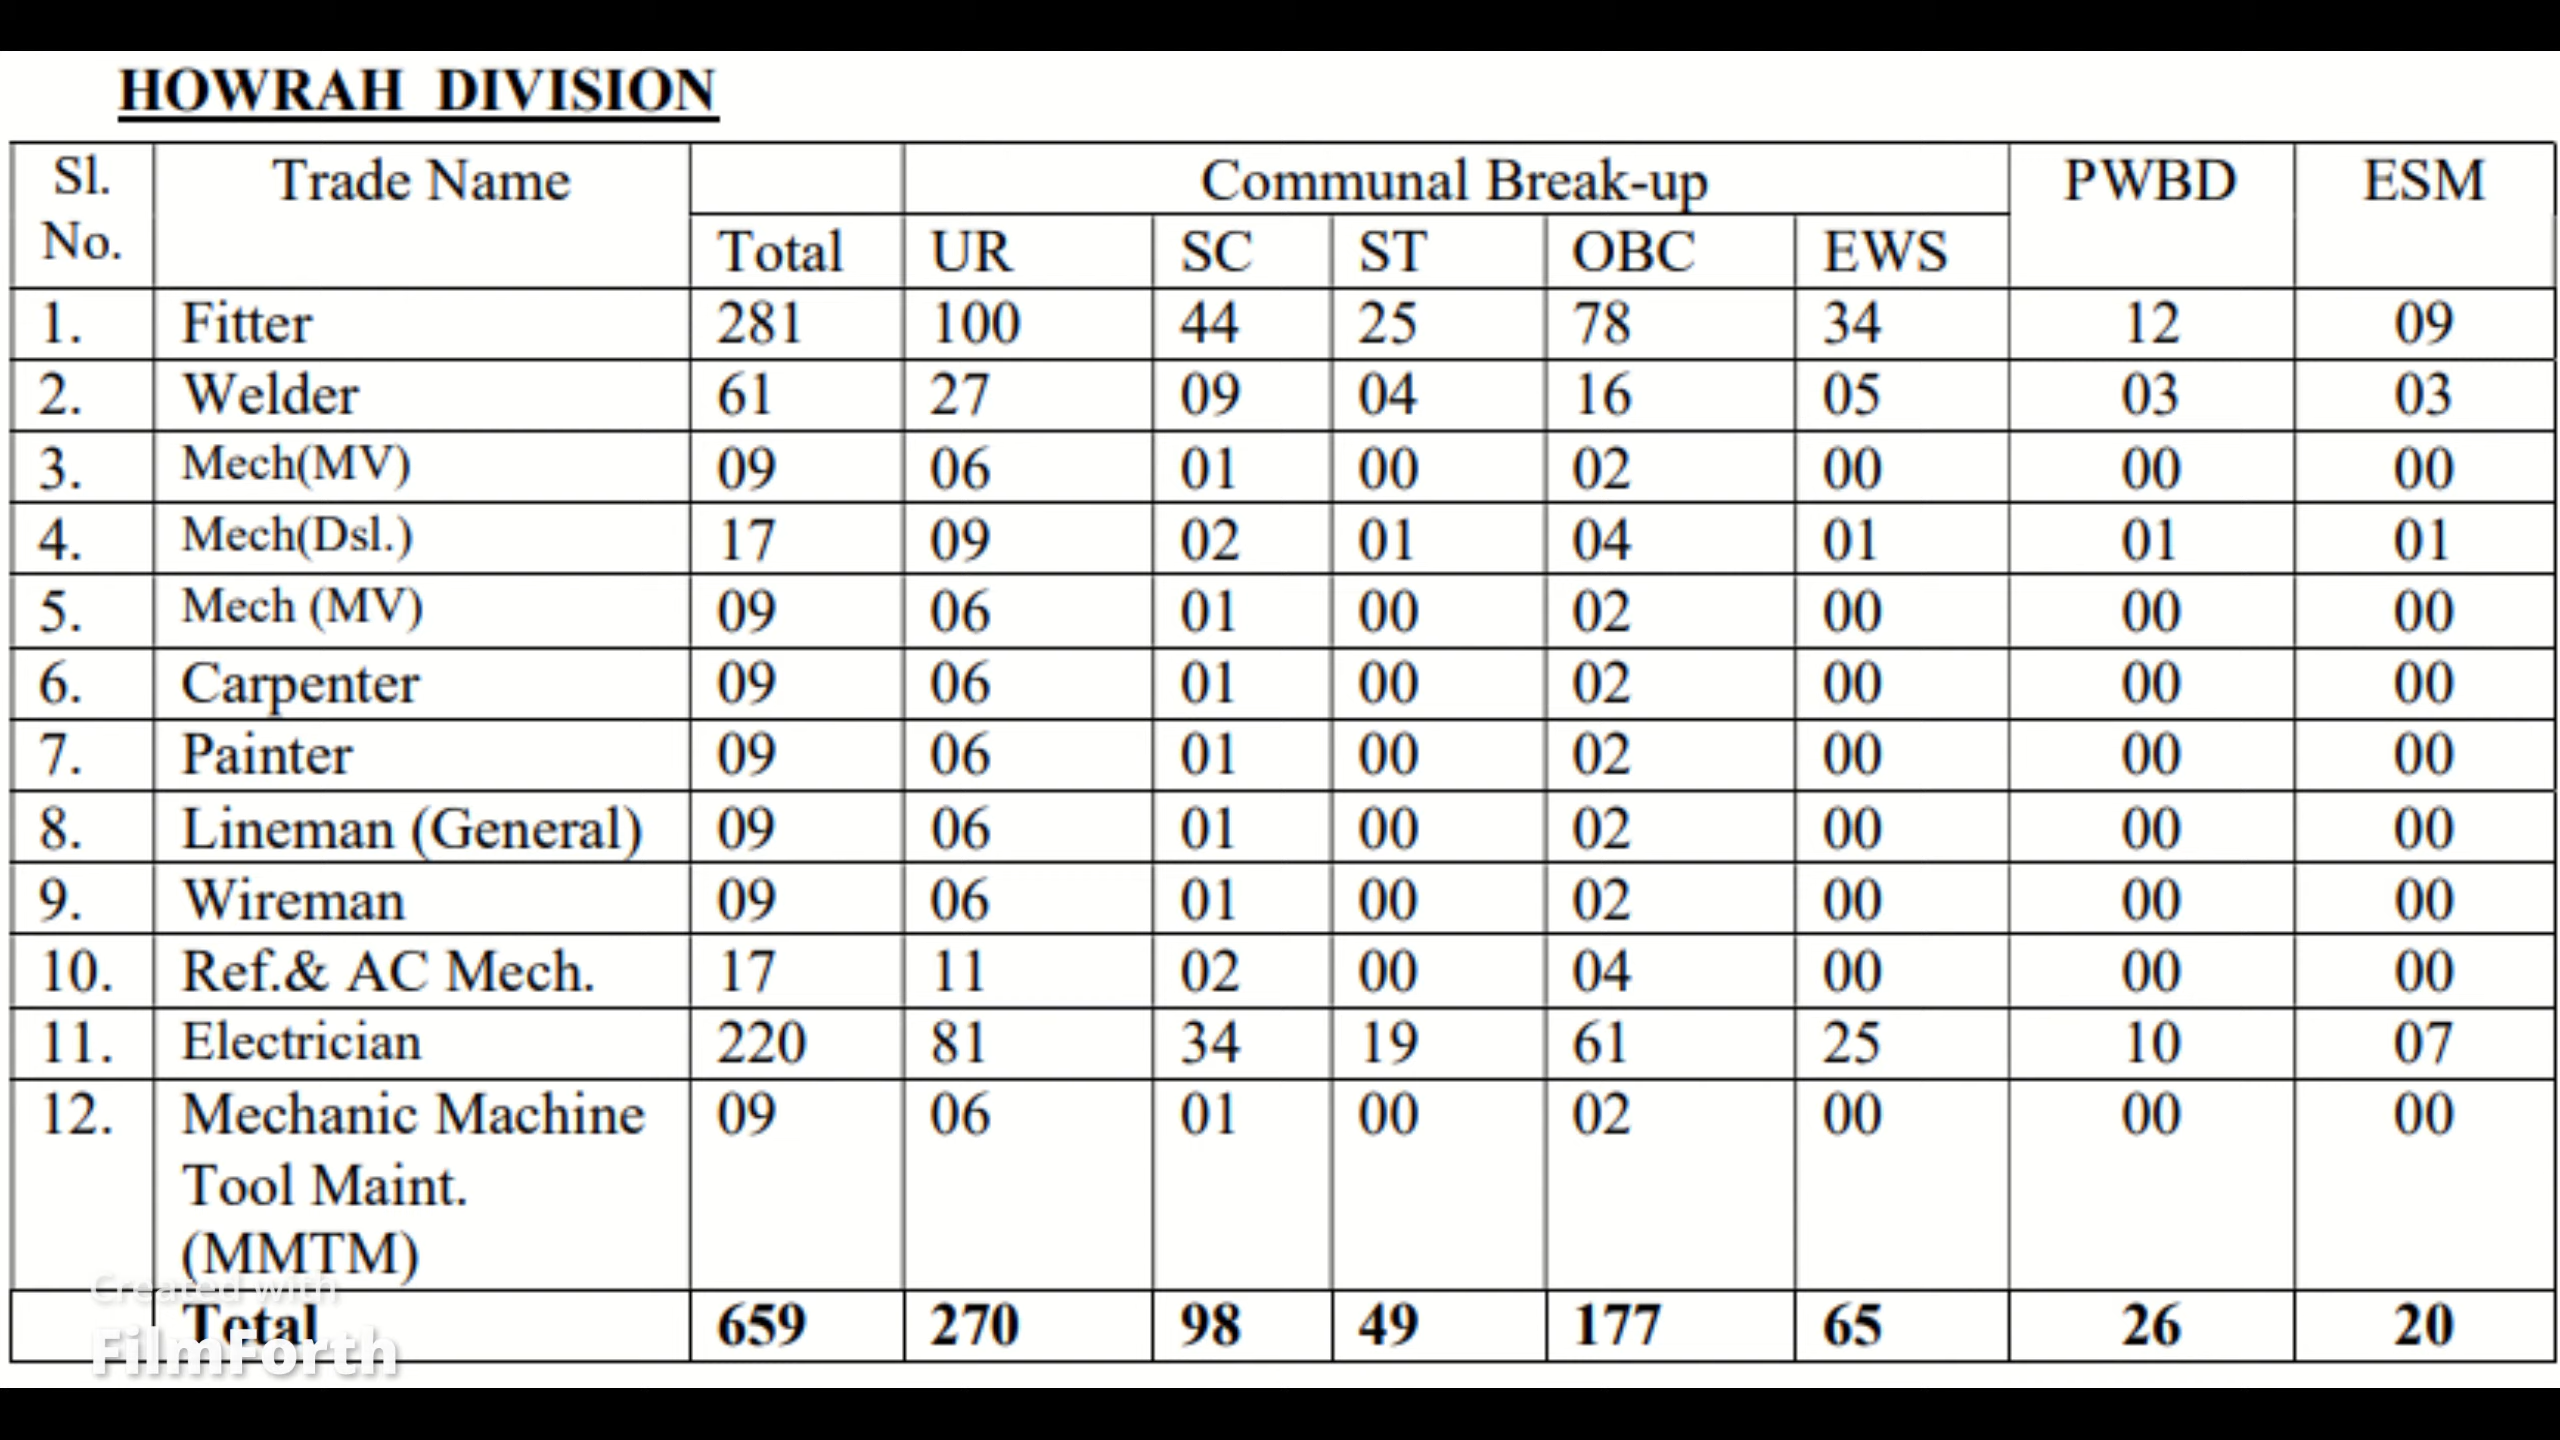 HOWRAH DIVISION
Sl. No. Trade Name Total Communal Break-up PWBD ESM
UR SC ST OBC EWS
1. Fitter 281 100 44 25 78 34 12 09
2. Welder 61 27 09 04 16 05 03 03
3. Mech(MV) 09 06 01 00 02 00 00 00
4. Mech(Dsl.) 17 09 02 01 04 01 01 01
5. Mech (MV) 09 06 01 00 02 00 00 00
6. Carpenter 09 06 01 00 02 00 00 00
7. Painter 09 06 01 00 02 00 00 00
8. Lineman (General) 09 06 01 00 02 00 00 00
9. Wireman 09 06 01 00 02 00 00 00
10. Ref.& AC Mech. 17 11 02 00 04 00 00 00
11. Electrician 220 81 34 19 61 25 10 07
12. Mechanic Machine 09 06 01 00 02 00 00 00
Tool Maint.
(MMTM)
Total 659 270 98 49 177 65 26 20
Created with
FilmForth